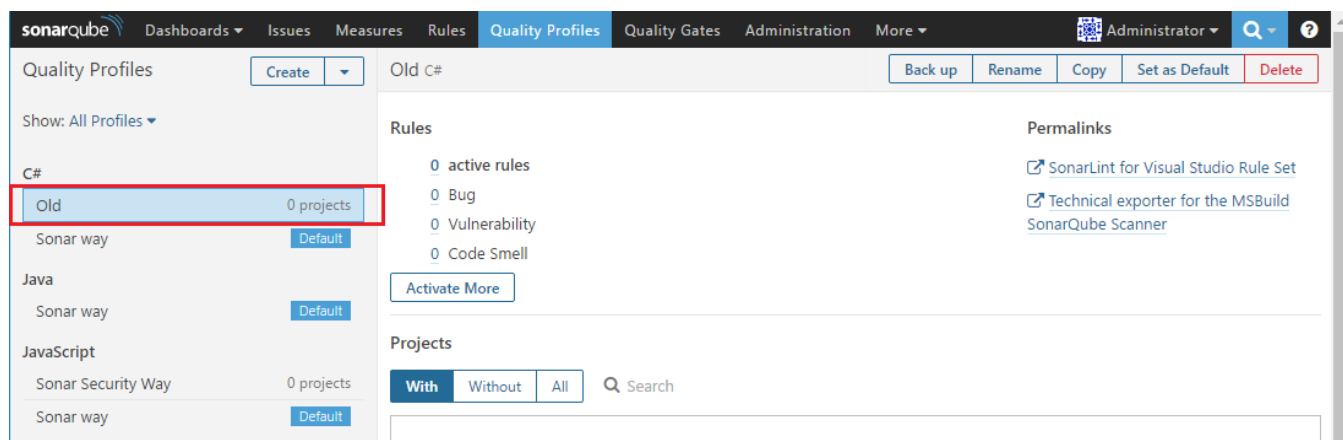 sonarqube Dashboards Issues Measures Rules Quality Profiles Quality Gates Administration More Administrator ?
Quality Profiles Create
Old C# Back up Rename Copy Set as Default Delete
Show: All Profiles
C#
Old 0 projects
Sonar way Default
Java
Sonar way Default
JavaScript
Sonar Security Way 0 projects
Sonar way Default
Rules
0 active rules
0 Bug
0 Vulnerability
0 Code Smell
Activate More
Permalinks
SonarLint for Visual Studio Rule Set
Technical exporter for the MSBuild
SonarQube Scanner
Projects
With Without All Search